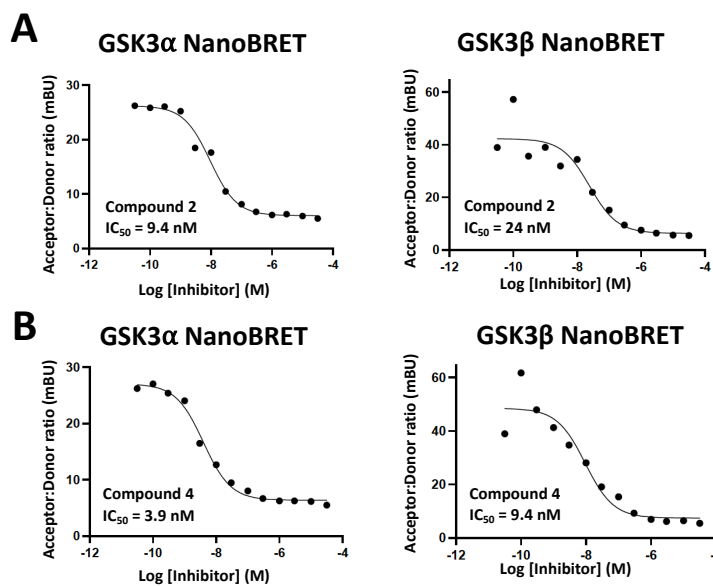 A
GSK3α NanoBRET
Acceptor:Donor ratio (mBU)
30
20
10
0
Compound 2
IC50 = 9.4 nM
-12 -10 -8 -6 -4
Log [Inhibitor] (M)
GSK3β NanoBRET
Acceptor:Donor ratio (mBU)
60
40
20
0
Compound 2
IC50 = 24 nM
-12 -10 -8 -6 -4
Log [Inhibitor] (M)
B
GSK3α NanoBRET
Acceptor:Donor ratio (mBU)
30
20
10
0
Compound 4
IC50 = 3.9 nM
-12 -10 -8 -6 -4
Log [Inhibitor] (M)
GSK3β NanoBRET
Acceptor:Donor ratio (mBU)
60
40
20
0
Compound 4
IC50 = 9.4 nM
-12 -10 -8 -6 -4
Log [Inhibitor] (M)